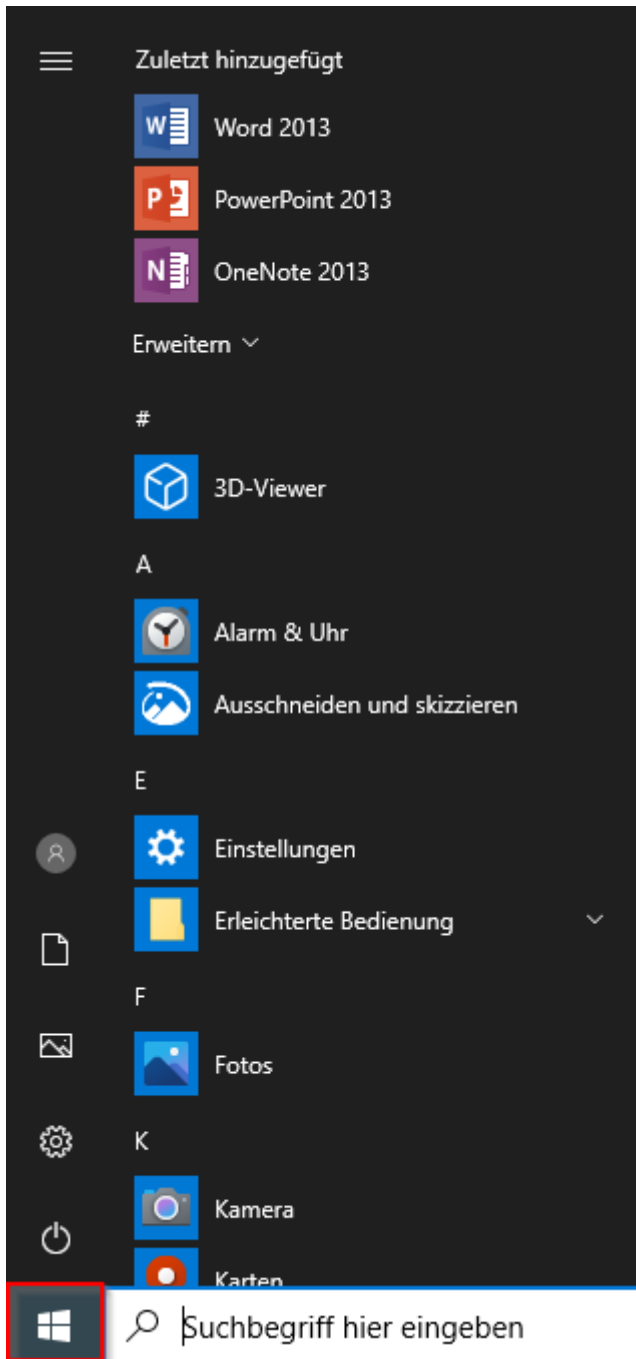 Zuletzt hinzugefügt
Word 2013
PowerPoint 2013
OneNote 2013
Erweitern
#
3D-Viewer
A
Alarm & Uhr
Ausschneiden und skizzieren
E
Einstellungen
Erleichterte Bedienung
F
Fotos
K
Kamera
Karten
Suchbegriff hier eingeben